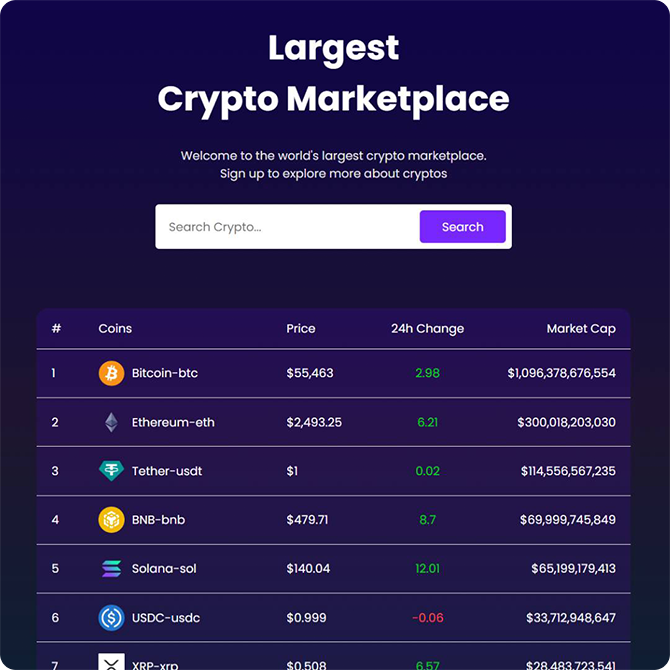 Largest
Crypto Marketplace
Welcome to the world's largest crypto marketplace.
Sign up to explore more about cryptos
Search Crypto... Search
# Coins Price 24h Change Market Cap
1 Bitcoin-btc $55,463 2.98 $1,096,378,676,554
2 Ethereum-eth $2,493.25 6.21 $300,018,203,030
3 Tether-usdt $1 0.02 $114,556,567,235
4 BNB-bnb $479.71 8.7 $69,999,745,849
5 Solana-sol $140.04 12.01 $65,199,179,413
6 USDC-usdc $0.999 -0.06 $33,712,948,647
7 XRP-xrp $0.508 6.57 $28,483,723,541